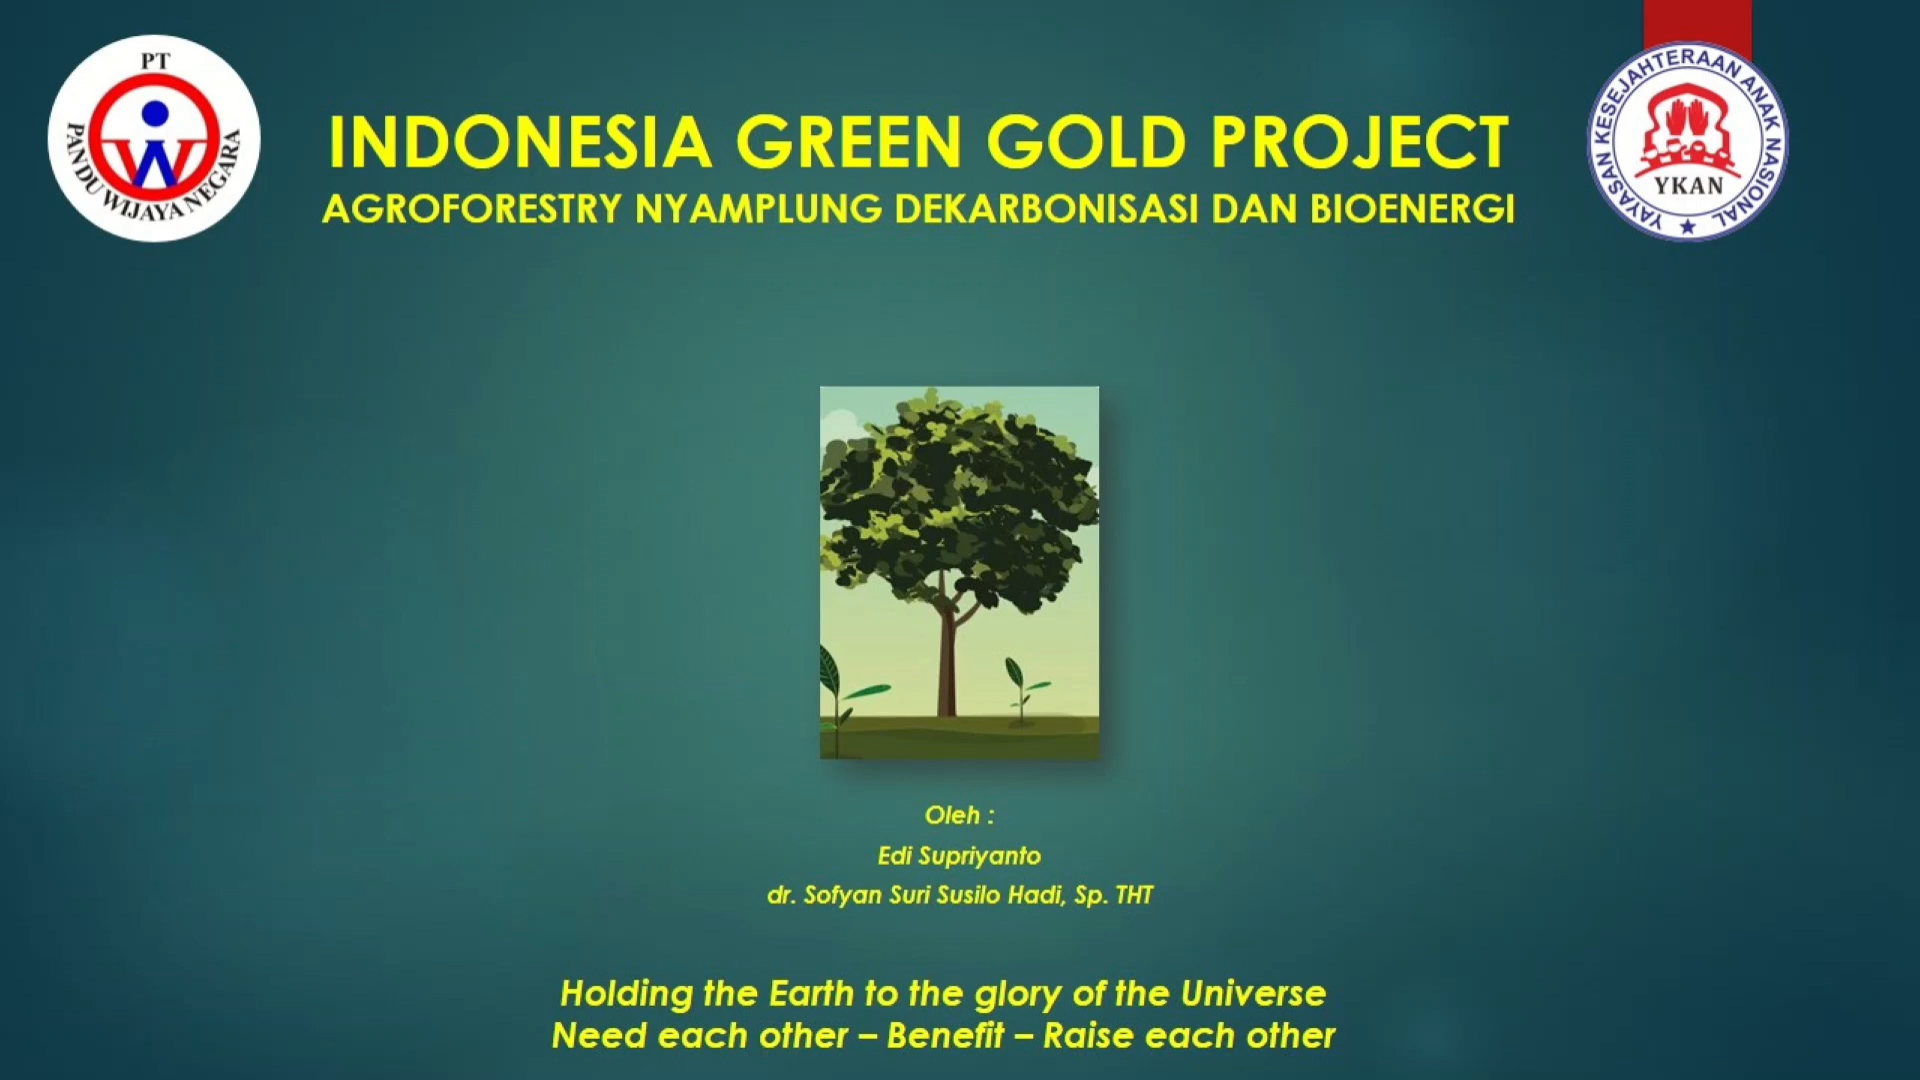 PT
PANDU WIJAYA NEGARA
INDONESIA GREEN GOLD PROJECT
AGROFORESTRY NYAMPLUNG DEKARBONISASI DAN BIOENERGI
YAYASAN KESEJAHTERAAN ANAK NASIONAL
YKAN
Oleh :
Edi Supriyanto
dr. Sofyan Suri Susilo Hadi, Sp. THT
Holding the Earth to the glory of the Universe
Need each other – Benefit – Raise each other